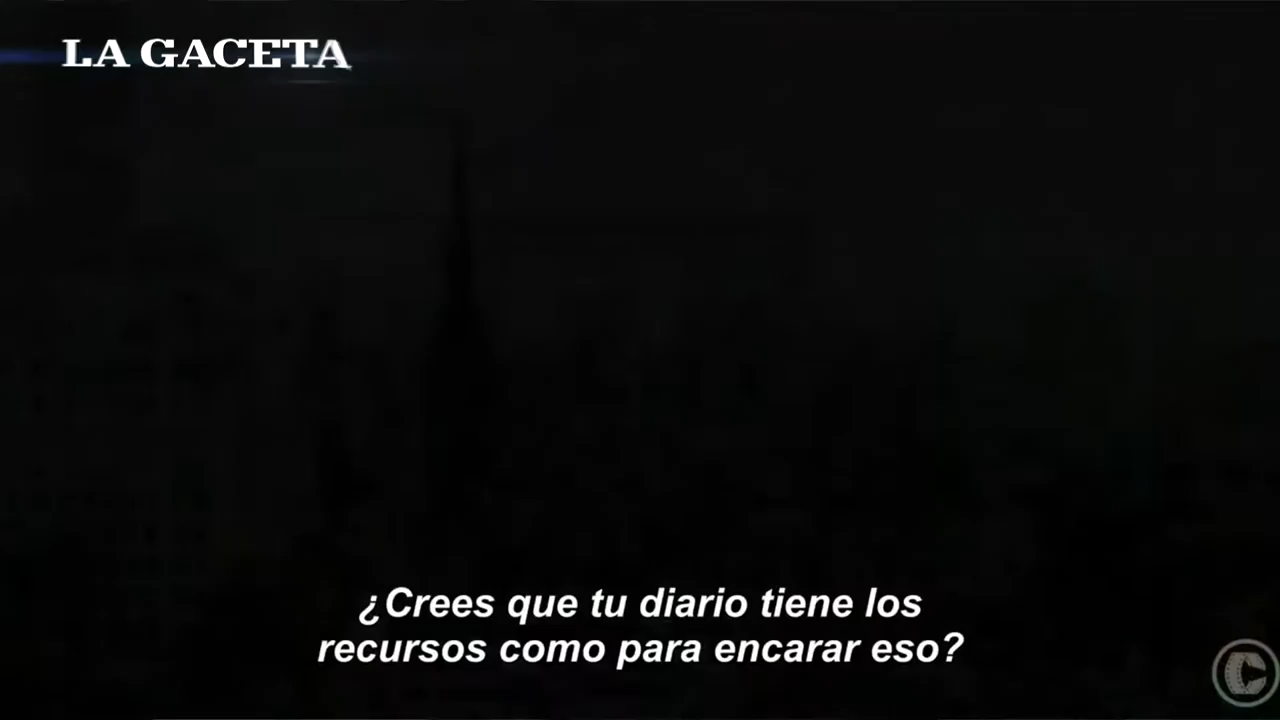 LA GACETA
¿Crees que tu diario tiene los
recursos como para encarar eso?